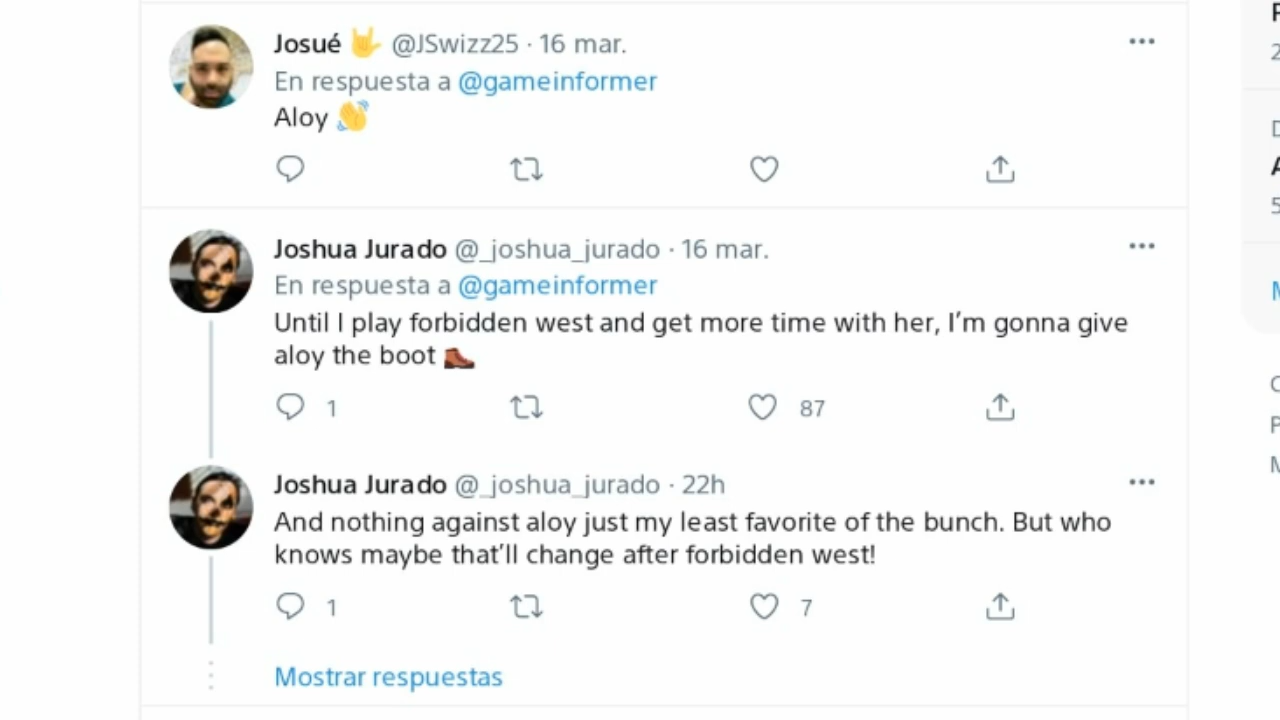 Josué 🤟 @JSwizz25 · 16 mar.
En respuesta a @gameinformer
Aloy 👋
Joshua Jurado @_joshua_jurado · 16 mar.
En respuesta a @gameinformer
Until I play forbidden west and get more time with her, I’m gonna give
aloy the boot 🥾
1 87
Joshua Jurado @_joshua_jurado · 22h
And nothing against aloy just my least favorite of the bunch. But who
knows maybe that’ll change after forbidden west!
1 7
Mostrar respuestas